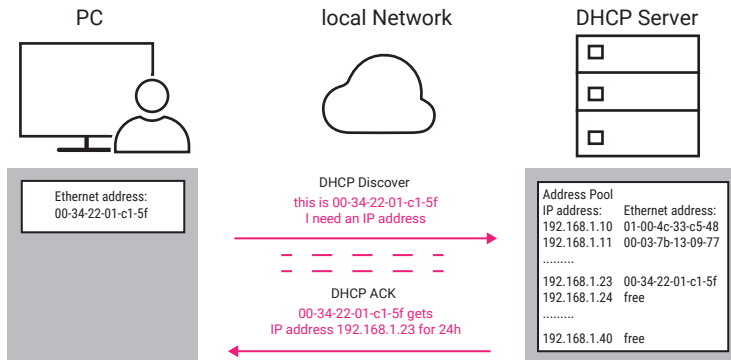 PC
local Network
DHCP Server
Ethernet address:
00-34-22-01-c1-5f
DHCP Discover
this is 00-34-22-01-c1-5f
I need an IP address
DHCP ACK
00-34-22-01-c1-5f gets
IP address 192.168.1.23 for 24h
Address Pool
IP address: Ethernet address:
192.168.1.10 01-00-4c-33-c5-48
192.168.1.11 00-03-7b-13-09-77
.........
192.168.1.23 00-34-22-01-c1-5f
192.168.1.24 free
.........
192.168.1.40 free